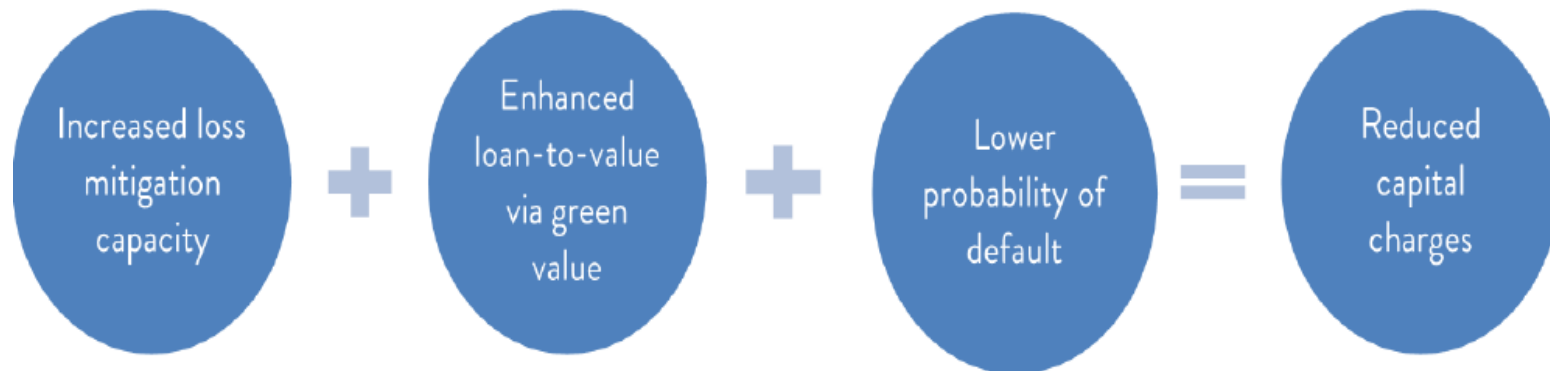 Increased loss
mitigation
capacity
+
Enhanced
loan-to-value
via green
value
+
Lower
probability of
default
=
Reduced
capital
charges